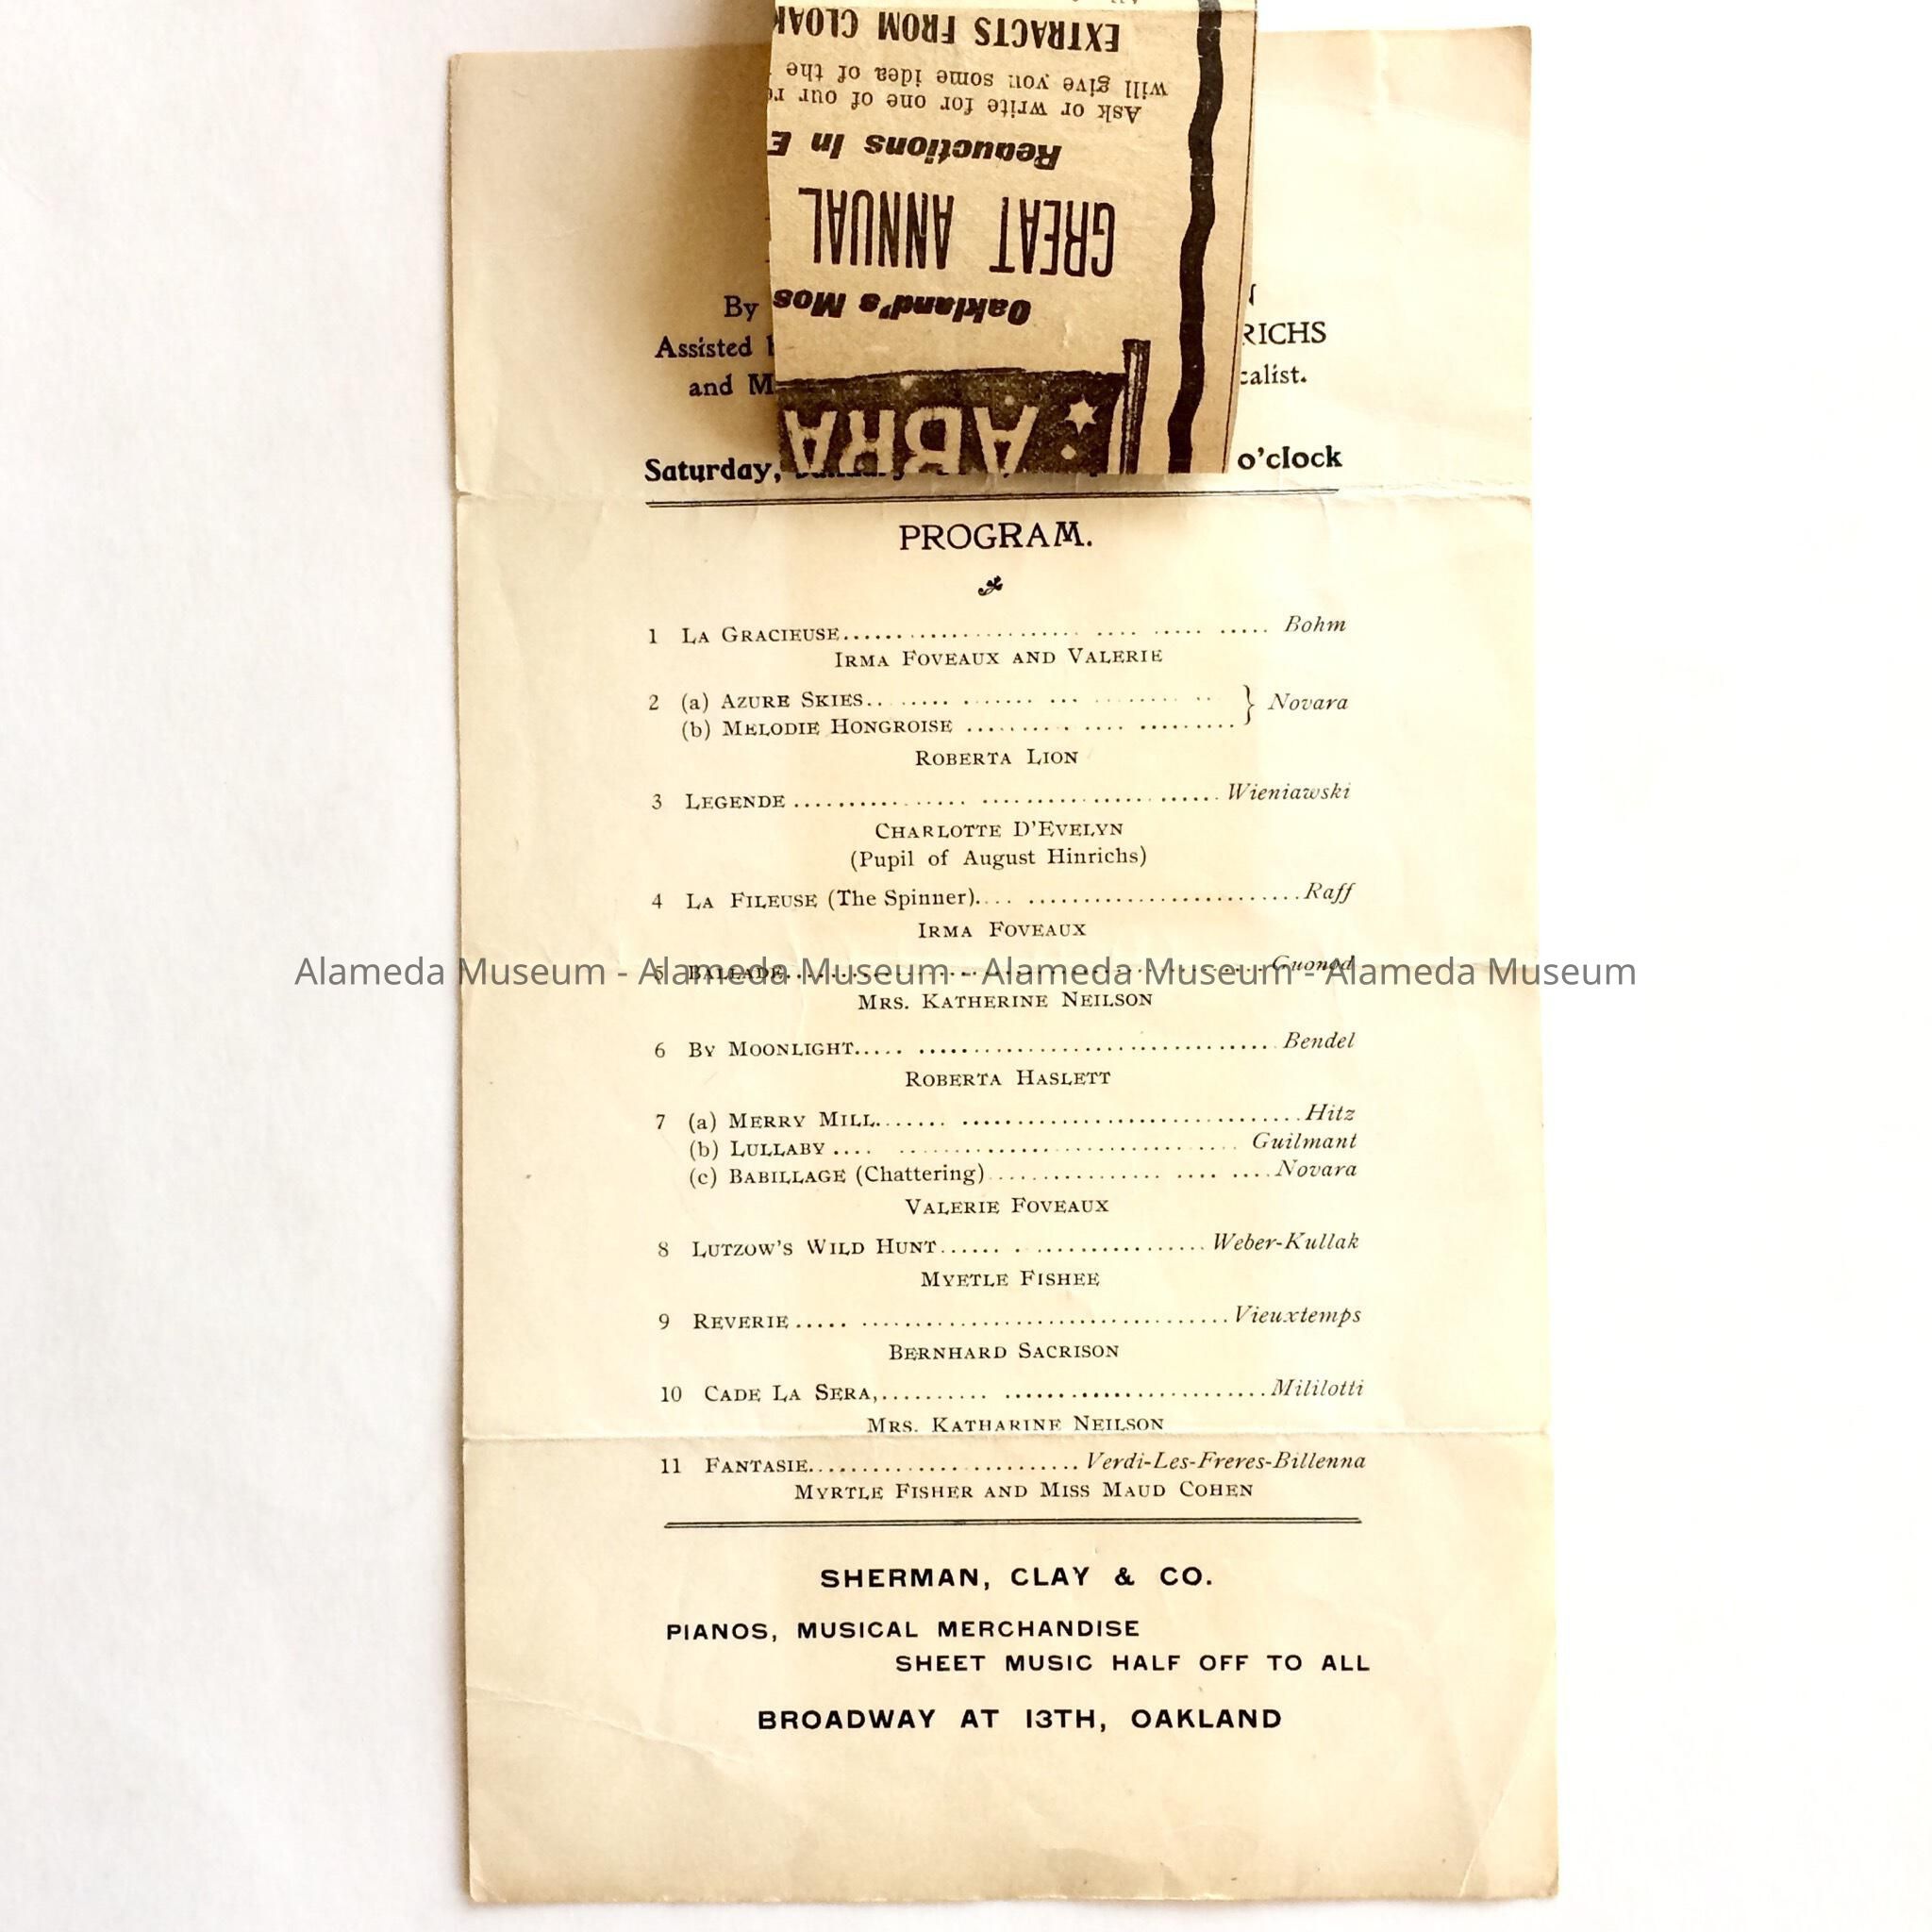 EXTRACTS FROM CLOAK
will give you some idea of the
Ask or write for one of our
Reductions In E
GREAT ANNUAL
Oakland's Mos
ABRA
By
Assisted RICHS
and M calist.
Saturday, January o'clock
PROGRAM.
1 LA GRACIEUSE...... Bohm
IRMA FOVEAUX AND VALERIE
2 (a) AZURE SKIES...... } Novara
(b) MELODIE HONGROISE ......
ROBERTA LION
3 LEGENDE ...... Wieniawski
CHARLOTTE D'EVELYN
(Pupil of August Hinrichs)
4 LA FILEUSE (The Spinner)...... Raff
IRMA FOVEAUX
5 BALLADE...... Guonod
Alameda Museum - Alameda Museum - Alameda Museum - Alameda Museum
MRS. KATHERINE NEILSON
6 BY MOONLIGHT...... Bendel
ROBERTA HASLETT
7 (a) MERRY MILL...... Hitz
(b) LULLABY ...... Guilmant
(c) BABILLAGE (Chattering)...... Novara
VALERIE FOVEAUX
8 LUTZOW'S WILD HUNT...... Weber-Kullak
MYETLE FISHEE
9 REVERIE...... Vieuxtemps
BERNHARD SACRISON
10 CADE LA SERA,...... Mililotti
MRS. KATHARINE NEILSON
11 FANTASIE...... Verdi-Les-Freres-Billenna
MYRTLE FISHER AND MISS MAUD COHEN
SHERMAN, CLAY & CO.
PIANOS, MUSICAL MERCHANDISE
SHEET MUSIC HALF OFF TO ALL
BROADWAY AT 13TH, OAKLAND